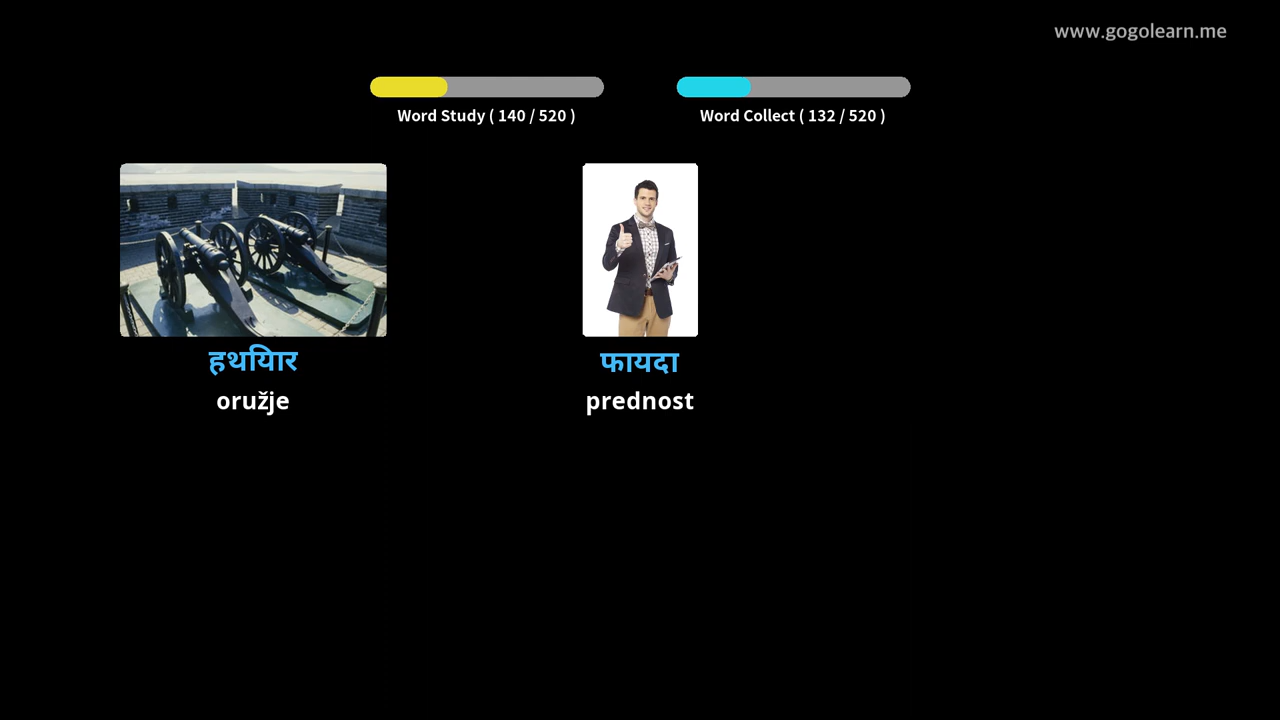 www.gogolearn.me
Word Study ( 140 / 520 )
Word Collect ( 132 / 520 )
हथियार
फायदा
oružje
prednost